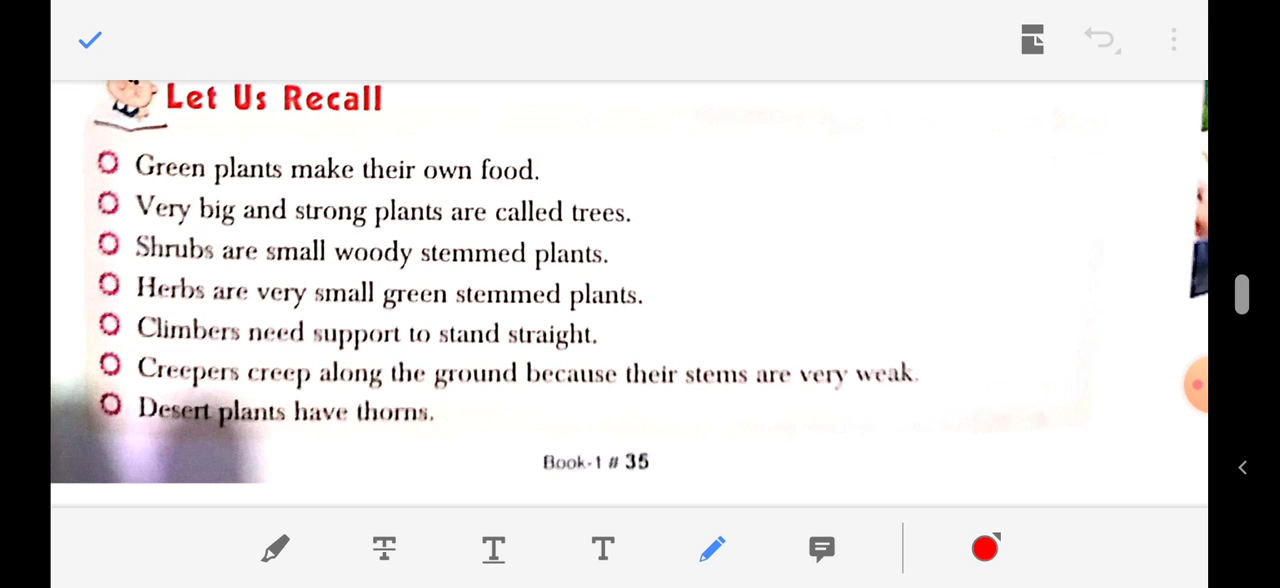 Let Us Recall
Green plants make their own food.
Very big and strong plants are called trees.
Shrubs are small woody stemmed plants.
Herbs are very small green stemmed plants.
Climbers need support to stand straight.
Creepers creep along the ground because their stems are very weak.
Desert plants have thorns.
Book-1 # 35
T
T
T